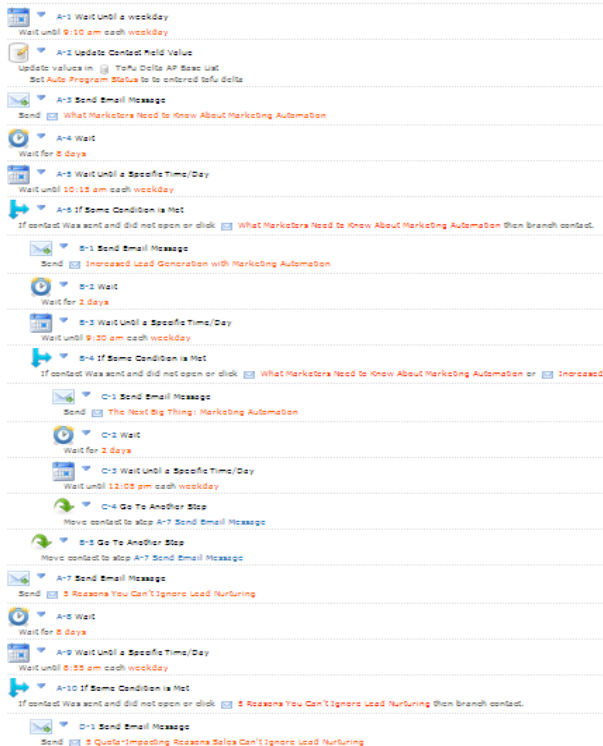 A-1 Wait Until a weekday
Wait until 9:10 am each weekday
A-2 Update Contact Field Value
Update values in ToFu Delta AP Base List
Set Auto Program Status to to entered tofu delta
A-3 Send Email Message
Send What Marketers Need to Know About Marketing Automation
A-4 Wait
Wait for 8 days
A-5 Wait Until a Specific Time/Day
Wait until 10:15 am each weekday
A-6 If Some Condition is Met
If contact Was sent and did not open or click What Marketers Need to Know About Marketing Automation then branch contact.
B-1 Send Email Message
Send Increased Lead Generation with Marketing Automation
B-2 Wait
Wait for 2 days
B-3 Wait Until a Specific Time/Day
Wait until 9:30 am each weekday
B-4 If Some Condition is Met
If contact Was sent and did not open or click What Marketers Need to Know About Marketing Automation or Increased
C-1 Send Email Message
Send The Next Big Thing: Marketing Automation
C-2 Wait
Wait for 2 days
C-3 Wait Until a Specific Time/Day
Wait until 12:05 pm each weekday
C-4 Go To Another Step
Move contact to step A-7 Send Email Message
B-5 Go To Another Step
Move contact to step A-7 Send Email Message
A-7 Send Email Message
Send 5 Reasons You Can't Ignore Lead Nurturing
A-8 Wait
Wait for 8 days
A-9 Wait Until a Specific Time/Day
Wait until 8:55 am each weekday
A-10 If Some Condition is Met
If contact Was sent and did not open or click 5 Reasons You Can't Ignore Lead Nurturing then branch contact.
D-1 Send Email Message
Send 5 Quota-Impacting Reasons Sales Can't Ignore Lead Nurturing